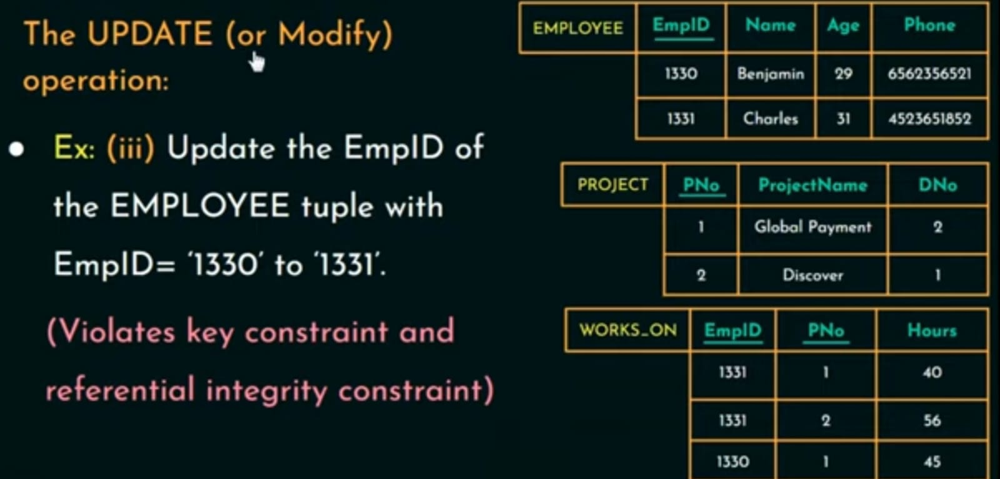 The UPDATE (or Modify)
operation:
• Ex: (iii) Update the EmpID of
the EMPLOYEE tuple with
EmpID= ‘1330’ to ‘1331’.
(Violates key constraint and
referential integrity constraint)
EMPLOYEE EmpID Name Age Phone
1330 Benjamin 29 6562356521
1331 Charles 31 4523651852
PROJECT PNo ProjectName DNo
1 Global Payment 2
2 Discover 1
WORKS_ON EmpID PNo Hours
1331 1 40
1331 2 56
1330 1 45